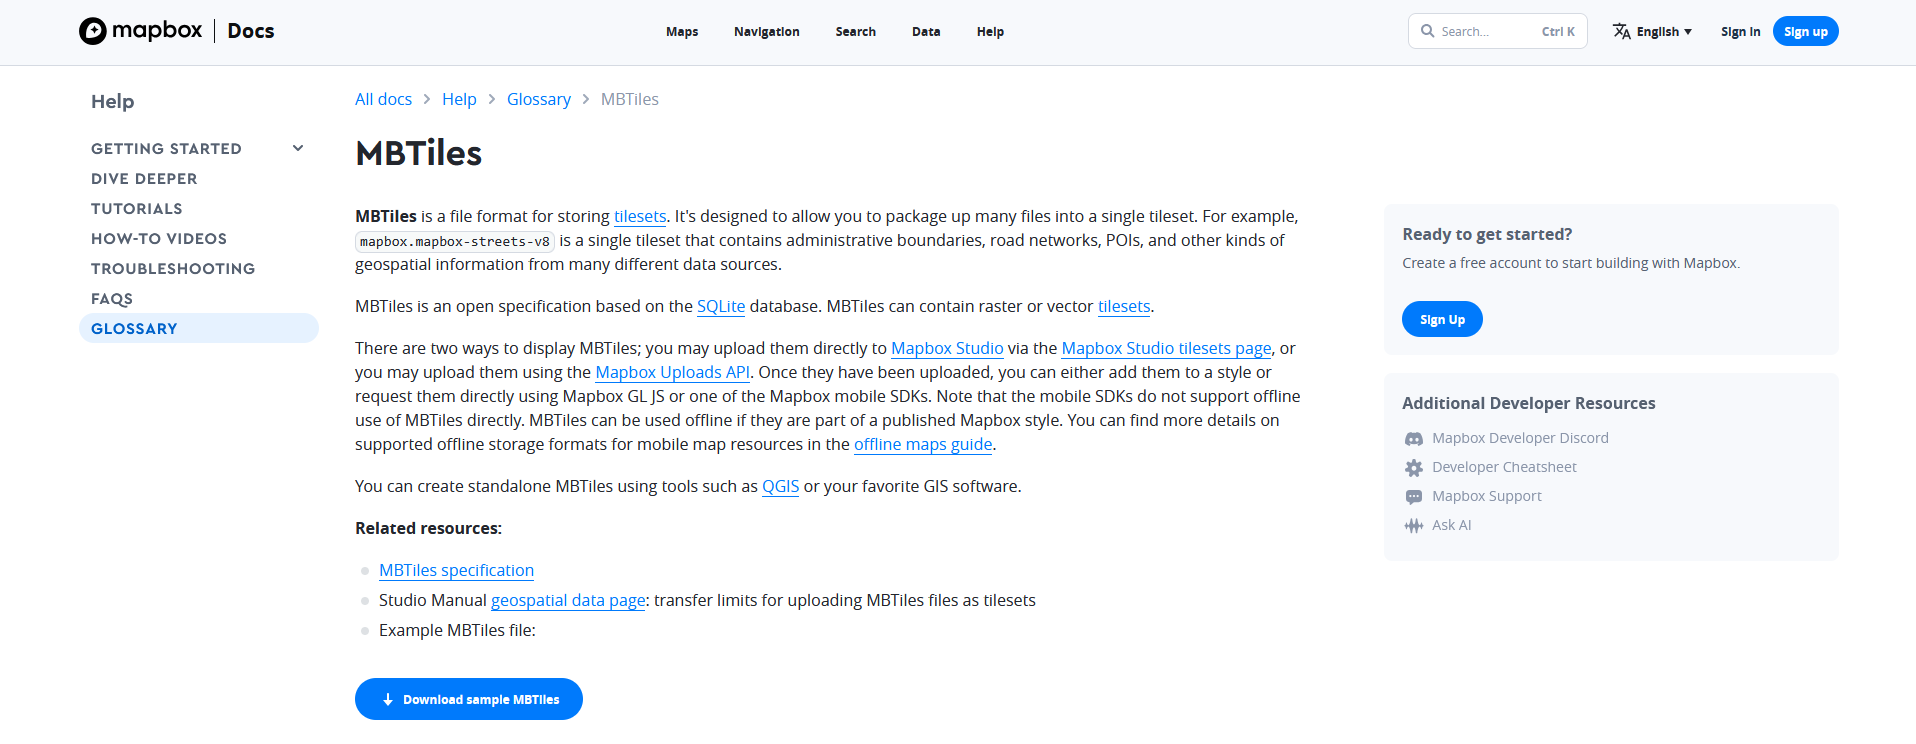 mapbox Docs
Maps Navigation Search Data Help
Search... Ctrl K
English
Sign In
Sign up
Help
GETTING STARTED
DIVE DEEPER
TUTORIALS
HOW-TO VIDEOS
TROUBLESHOOTING
FAQS
GLOSSARY
All docs > Help > Glossary > MBTiles
MBTiles
MBTiles is a file format for storing tilesets. It's designed to allow you to package up many files into a single tileset. For example,
mapbox.mapbox-streets-v8 is a single tileset that contains administrative boundaries, road networks, POIs, and other kinds of
geospatial information from many different data sources.
MBTiles is an open specification based on the SQLite database. MBTiles can contain raster or vector tilesets.
There are two ways to display MBTiles; you may upload them directly to Mapbox Studio via the Mapbox Studio tilesets page, or
you may upload them using the Mapbox Uploads API. Once they have been uploaded, you can either add them to a style or
request them directly using Mapbox GL JS or one of the Mapbox mobile SDKs. Note that the mobile SDKs do not support offline
use of MBTiles directly. MBTiles can be used offline if they are part of a published Mapbox style. You can find more details on
supported offline storage formats for mobile map resources in the offline maps guide.
You can create standalone MBTiles using tools such as QGIS or your favorite GIS software.
Related resources:
MBTiles specification
Studio Manual geospatial data page: transfer limits for uploading MBTiles files as tilesets
Example MBTiles file:
Download sample MBTiles
Ready to get started?
Create a free account to start building with Mapbox.
Sign Up
Additional Developer Resources
Mapbox Developer Discord
Developer Cheatsheet
Mapbox Support
Ask AI